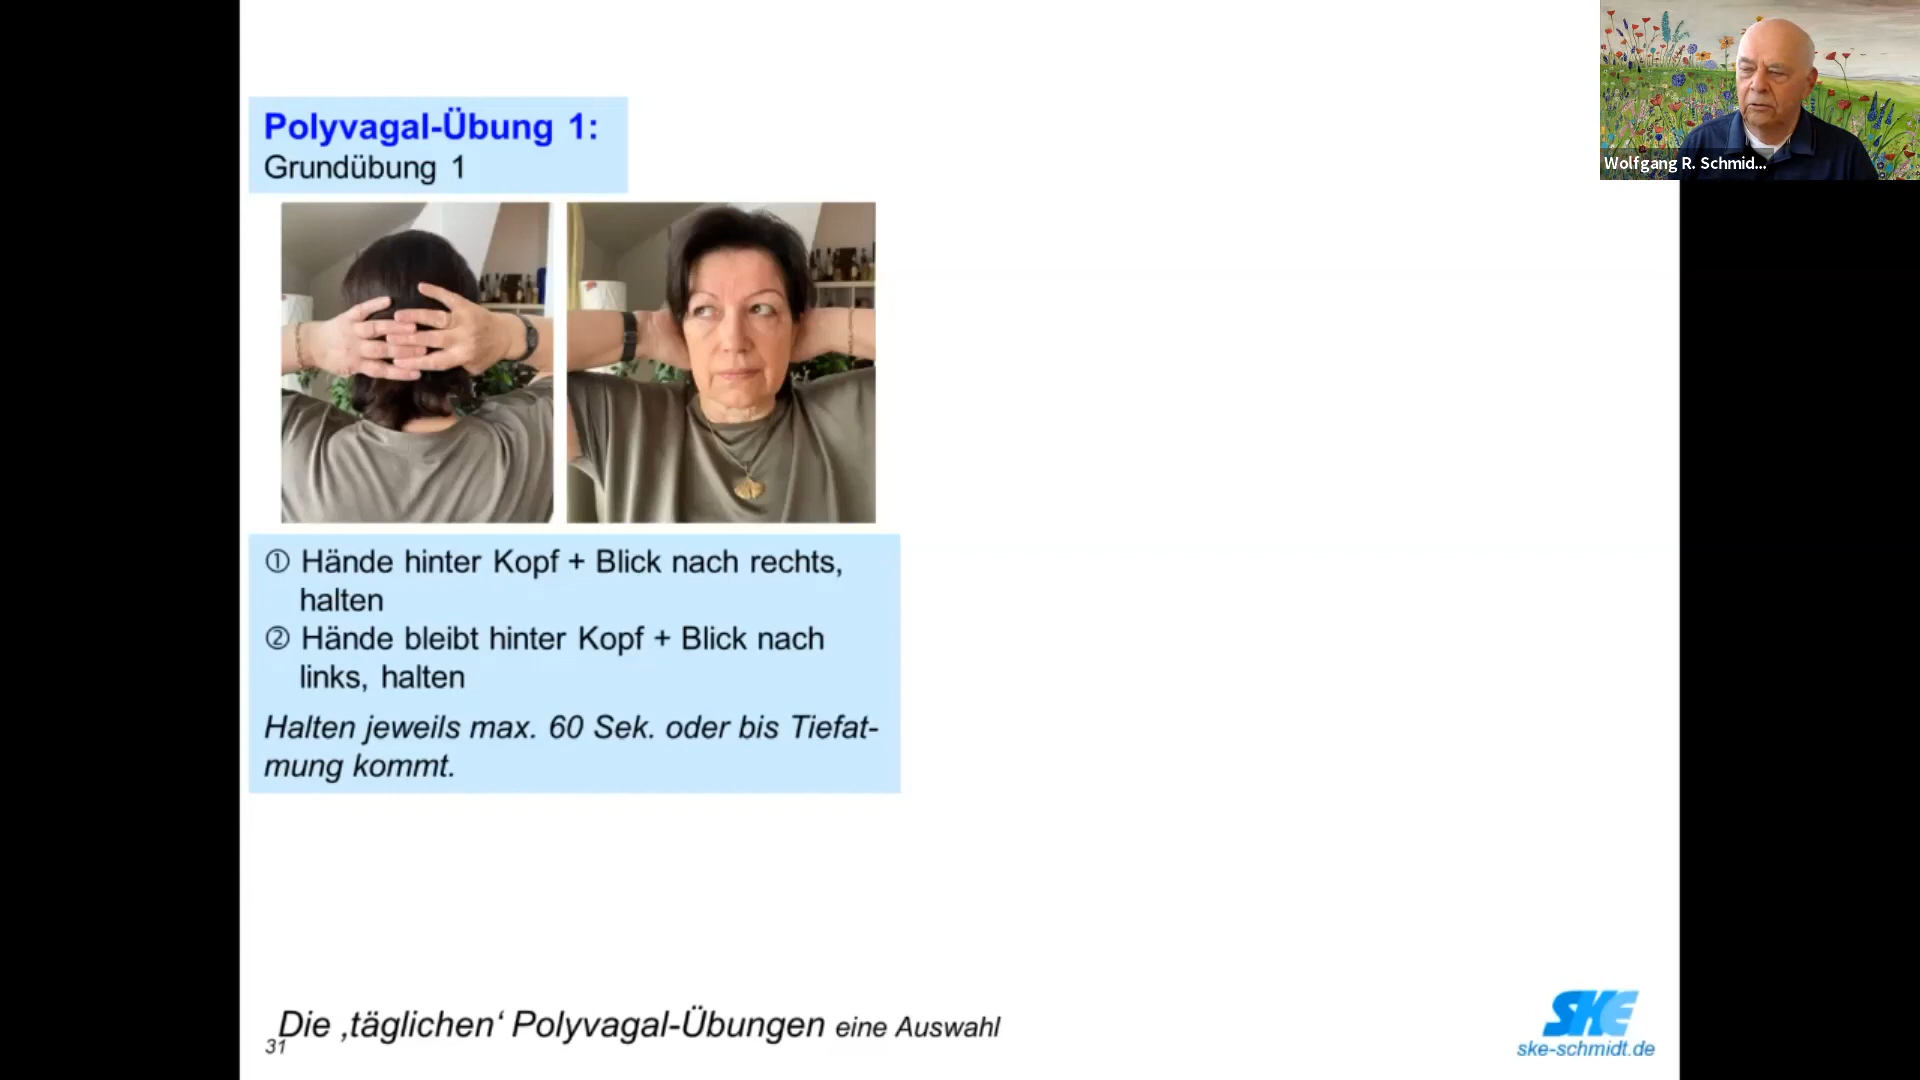 Wolfgang R. Schmid...
Polyvagal-Übung 1:
Grundübung 1
① Hände hinter Kopf + Blick nach rechts,
halten
② Hände bleibt hinter Kopf + Blick nach
links, halten
Halten jeweils max. 60 Sek. oder bis Tiefat-
mung kommt.
Die ‚täglichen‘ Polyvagal-Übungen eine Auswahl
31
SKE
ske-schmidt.de